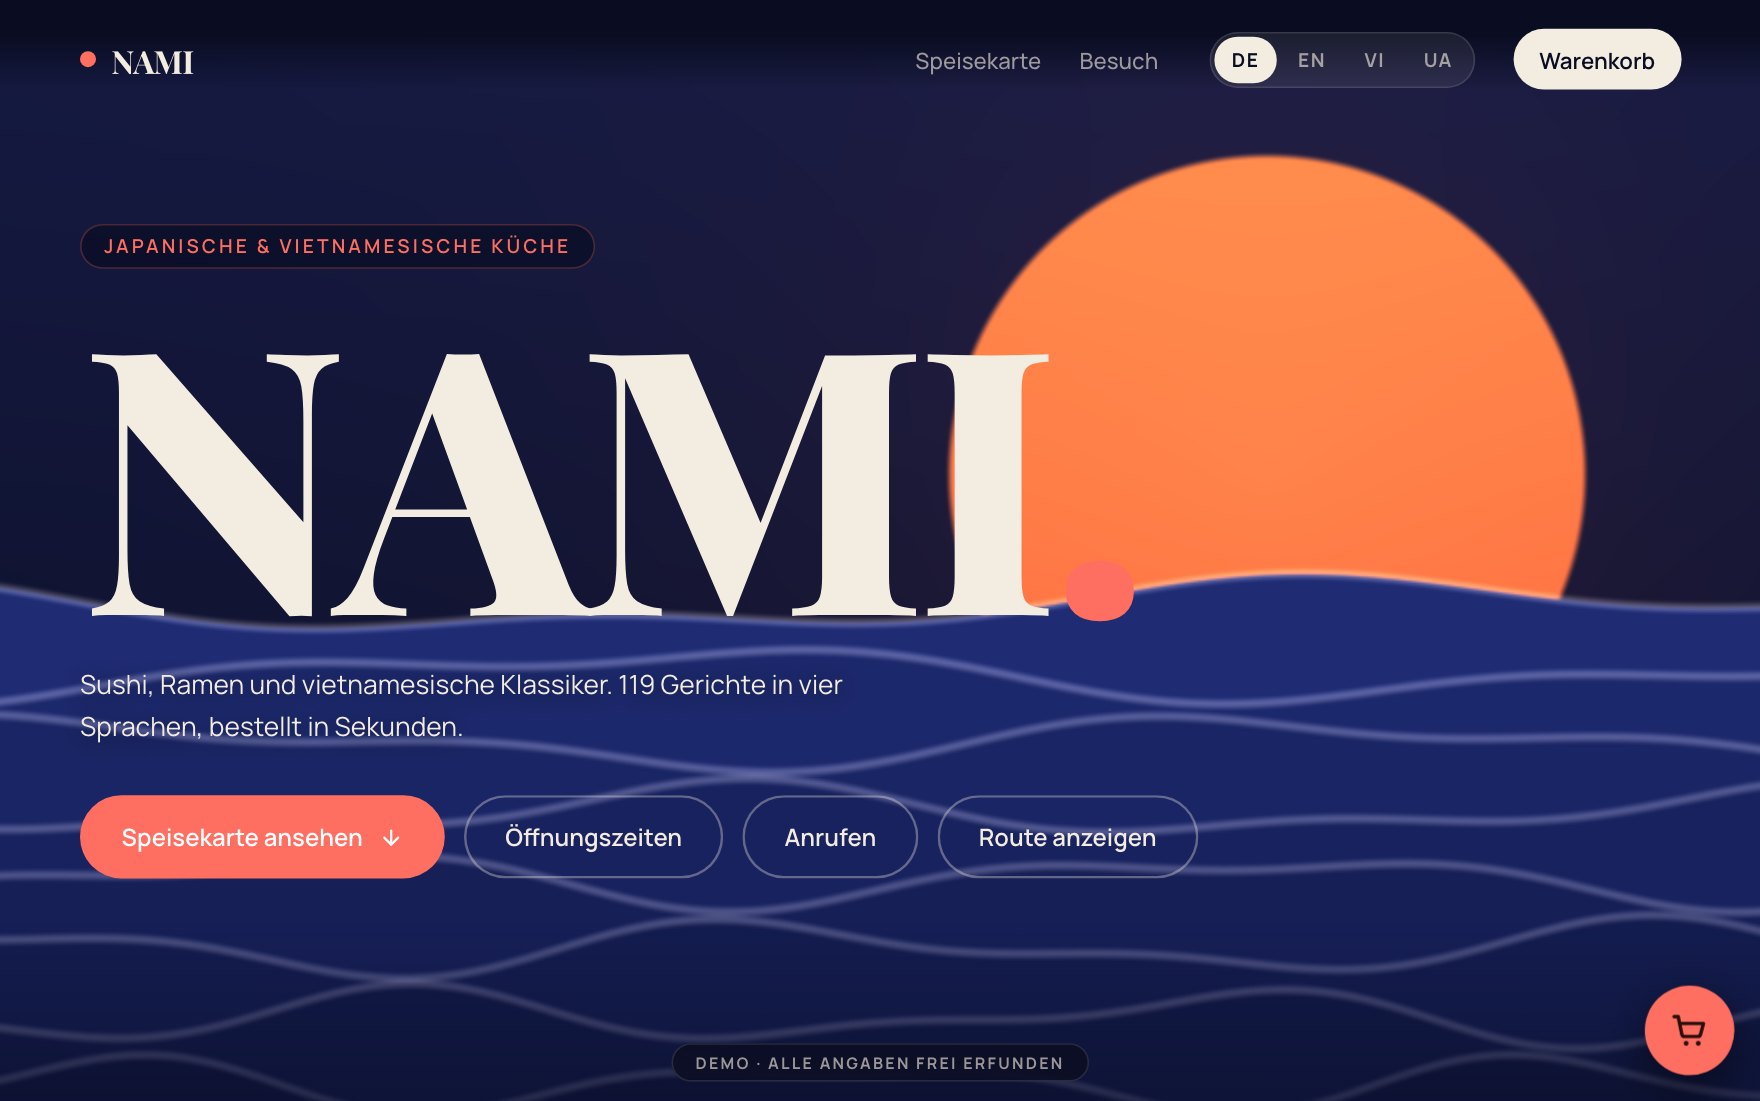 NAMI
Speisekarte
Besuch
DE
EN
VI
UA
Warenkorb
JAPANISCHE & VIETNAMESISCHE KÜCHE
NAMI.
Sushi, Ramen und vietnamesische Klassiker. 119 Gerichte in vier
Sprachen, bestellt in Sekunden.
Speisekarte ansehen ↓
Öffnungszeiten
Anrufen
Route anzeigen
DEMO · ALLE ANGABEN FREI ERFUNDEN